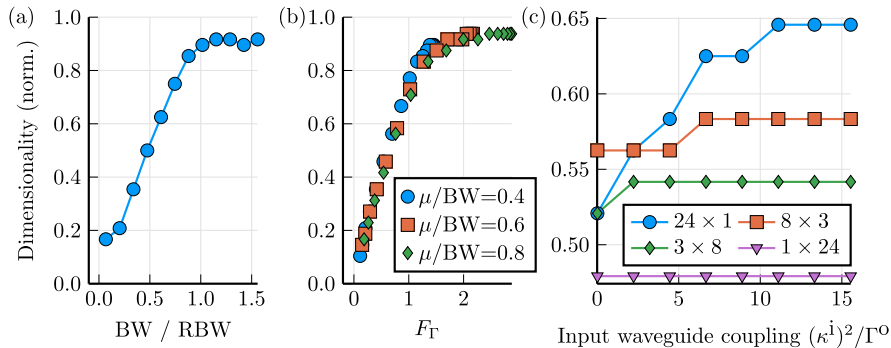 (a)
Dimensionality (norm.)
1.0
0.8
0.6
0.4
0.2
0.0
0.0 0.5 1.0 1.5
BW / RBW
(b)
1.0
0.8
0.6
0.4
0.2
0.0
μ/BW=0.4
μ/BW=0.6
μ/BW=0.8
0 1 2
F_Γ
(c)
0.65
0.60
0.55
0.50
24 × 1 8 × 3
3 × 8 1 × 24
0 5 10 15
Input waveguide coupling (κ^i)²/Γ^o